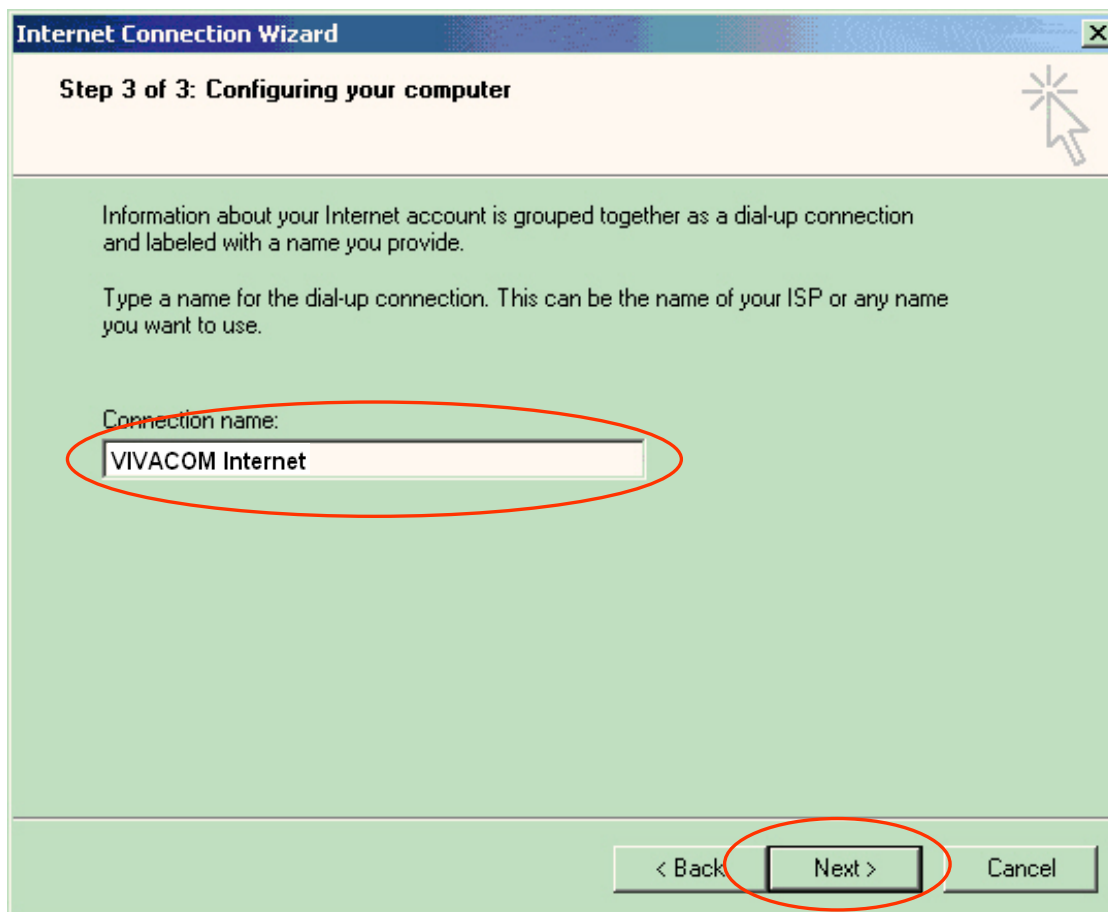 Internet Connection Wizard
Step 3 of 3: Configuring your computer
Information about your Internet account is grouped together as a dial-up connection
and labeled with a name you provide.
Type a name for the dial-up connection. This can be the name of your ISP or any name
you want to use.
Connection name:
VIVACOM Internet
< Back Next > Cancel